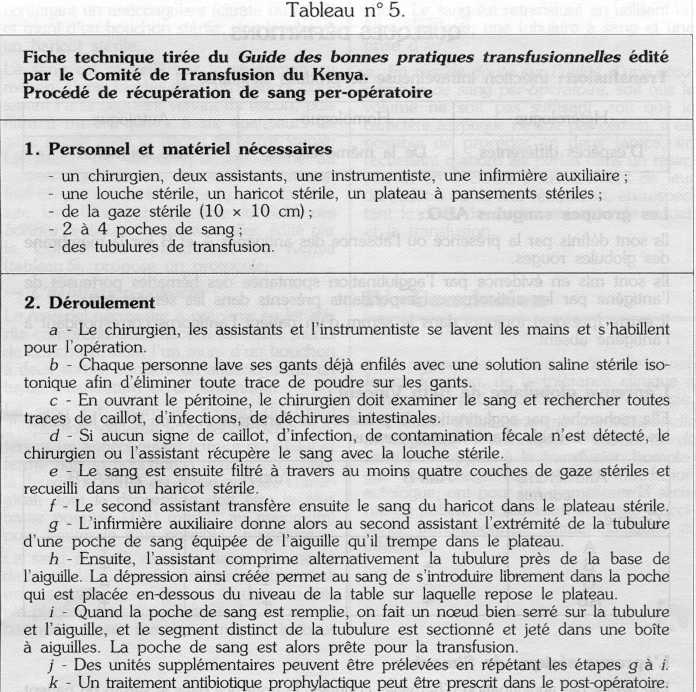 Tableau n° 5.
Fiche technique tirée du Guide des bonnes pratiques transfusionnelles édité
par le Comité de Transfusion du Kenya.
Procédé de récupération de sang per-opératoire
1. Personnel et matériel nécessaires
- un chirurgien, deux assistants, une instrumentiste, une infirmière auxiliaire ;
- une louche stérile, un haricot stérile, un plateau à pansements stériles ;
- de la gaze stérile (10 × 10 cm) ;
- 2 à 4 poches de sang ;
- des tubulures de transfusion.
2. Déroulement
a - Le chirurgien, les assistants et l'instrumentiste se lavent les mains et s'habillent
pour l'opération.
b - Chaque personne lave ses gants déjà enfilés avec une solution saline stérile iso-
tonique afin d'éliminer toute trace de poudre sur les gants.
c - En ouvrant le péritoine, le chirurgien doit examiner le sang et rechercher toutes
traces de caillot, d'infections, de déchirures intestinales.
d - Si aucun signe de caillot, d'infection, de contamination fécale n'est détecté, le
chirurgien ou l'assistant récupère le sang avec la louche stérile.
e - Le sang est ensuite filtré à travers au moins quatre couches de gaze stériles et
recueilli dans un haricot stérile.
f - Le second assistant transfère ensuite le sang du haricot dans le plateau stérile.
g - L'infirmière auxiliaire donne alors au second assistant l'extrémité de la tubulure
d'une poche de sang équipée de l'aiguille qu'il trempe dans le plateau.
h - Ensuite, l'assistant comprime alternativement la tubulure près de la base de
l'aiguille. La dépression ainsi créée permet au sang de s'introduire librement dans la poche
qui est placée en-dessous du niveau de la table sur laquelle repose le plateau.
i - Quand la poche de sang est remplie, on fait un nœud bien serré sur la tubulure
et l'aiguille, et le segment distinct de la tubulure est sectionné et jeté dans une boîte
à aiguilles. La poche de sang est alors prête pour la transfusion.
j - Des unités supplémentaires peuvent être prélevées en répétant les étapes g à i.
k - Un traitement antibiotique prophylactique peut être prescrit dans le post-opératoire.